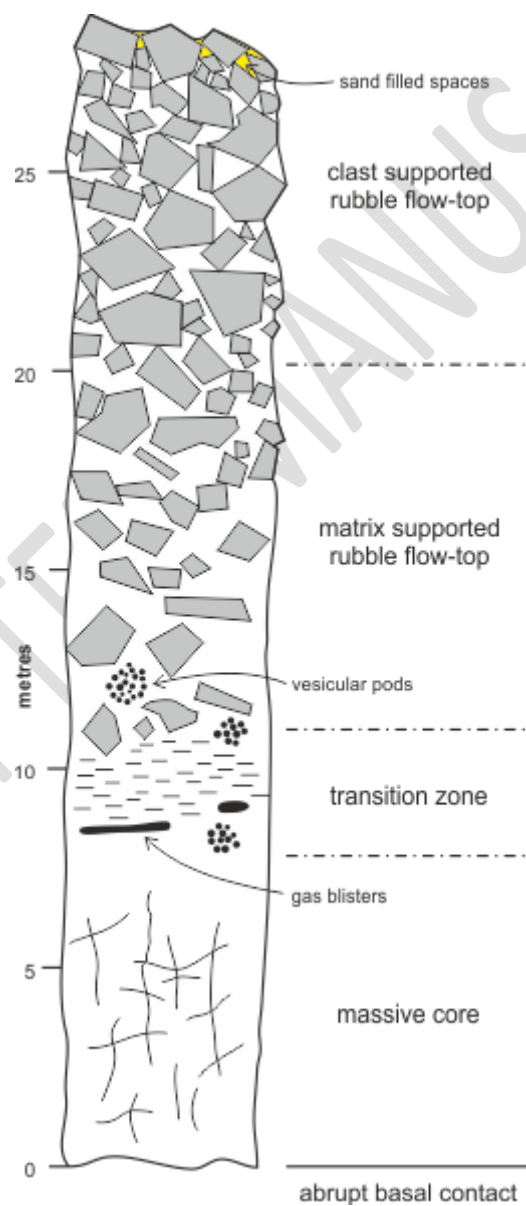 sand filled spaces
25
clast supported
rubble flow-top
20
matrix supported
rubble flow-top
15
metres
vesicular pods
10
transition zone
gas blisters
5
massive core
0
abrupt basal contact